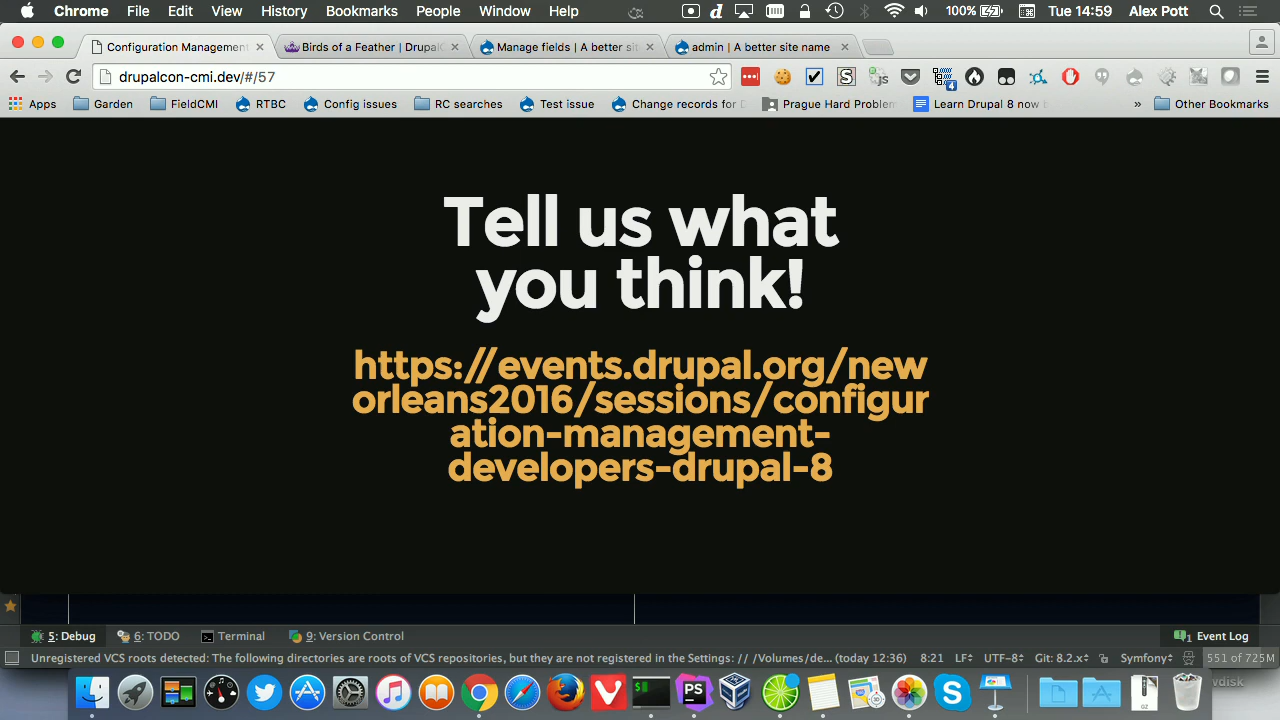 Chrome File Edit View History Bookmarks People Window Help 100% Tue 14:59 Alex Pott
Configuration Management Birds of a Feather | Drupal Manage fields | A better sit admin | A better site name
drupalcon-cmi.dev/#/57
Apps Garden FieldCMI RTBC Config issues RC searches Test issue Change records for D Prague Hard Problem Learn Drupal 8 now b » Other Bookmarks
Tell us what
you think!
https://events.drupal.org/new
orleans2016/sessions/configur
ation-management-
developers-drupal-8
5: Debug 6: TODO Terminal 9: Version Control 1 Event Log
Unregistered VCS roots detected: The following directories are roots of VCS repositories, but they are not registered in the Settings: // /Volumes/de... (today 12:36) 8:21 LF UTF-8 Git: 8.2.x Symfony 551 of 725M